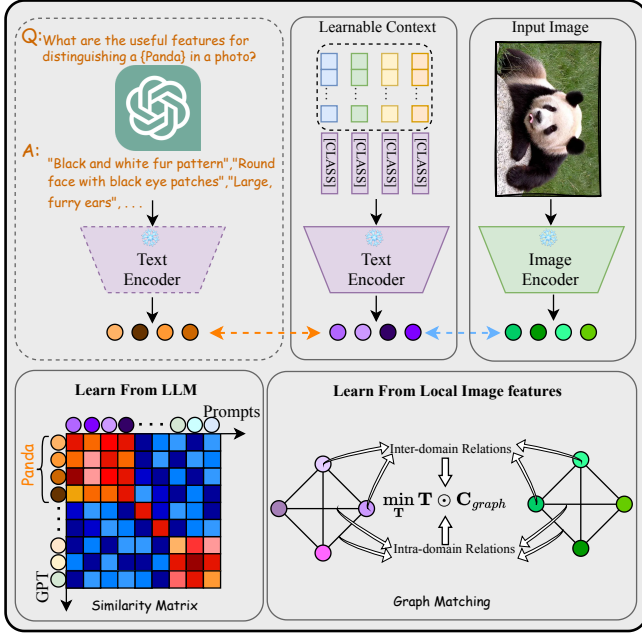 Q: What are the useful features for
distinguishing a {Panda} in a photo?
A:
"Black and white fur pattern","Round
face with black eye patches","Large,
furry ears", . . .
Text
Encoder
Learnable Context
[CLASS]
[CLASS]
[CLASS]
[CLASS]
Text
Encoder
Input Image
Image
Encoder
Learn From LLM
Prompts
Panda
GPT
Similarity Matrix
Learn From Local Image features
Inter-domain Relations
min T ⊙ C_graph
T
Intra-domain Relations
Graph Matching